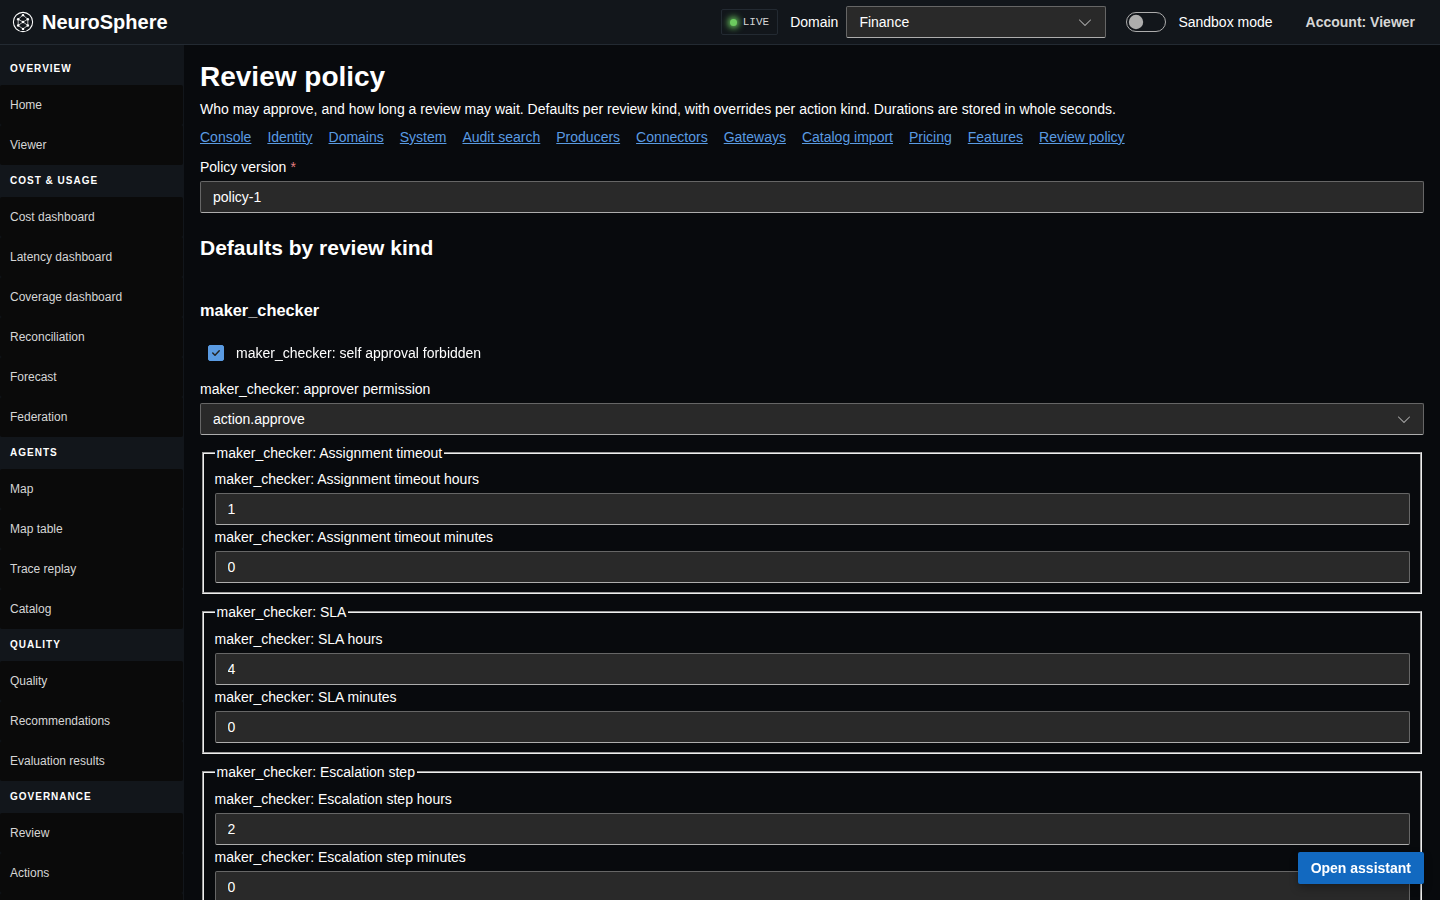 NeuroSphere
LIVE
Domain
Finance
Sandbox mode
Account: Viewer
OVERVIEW
Home
Viewer
COST & USAGE
Cost dashboard
Latency dashboard
Coverage dashboard
Reconciliation
Forecast
Federation
AGENTS
Map
Map table
Trace replay
Catalog
QUALITY
Quality
Recommendations
Evaluation results
GOVERNANCE
Review
Actions
Review policy
Who may approve, and how long a review may wait. Defaults per review kind, with overrides per action kind. Durations are stored in whole seconds.
Console Identity Domains System Audit search Producers Connectors Gateways Catalog import Pricing Features Review policy
Policy version *
policy-1
Defaults by review kind
maker_checker
maker_checker: self approval forbidden
maker_checker: approver permission
action.approve
maker_checker: Assignment timeout
maker_checker: Assignment timeout hours
1
maker_checker: Assignment timeout minutes
0
maker_checker: SLA
maker_checker: SLA hours
4
maker_checker: SLA minutes
0
maker_checker: Escalation step
maker_checker: Escalation step hours
2
maker_checker: Escalation step minutes
0
Open assistant